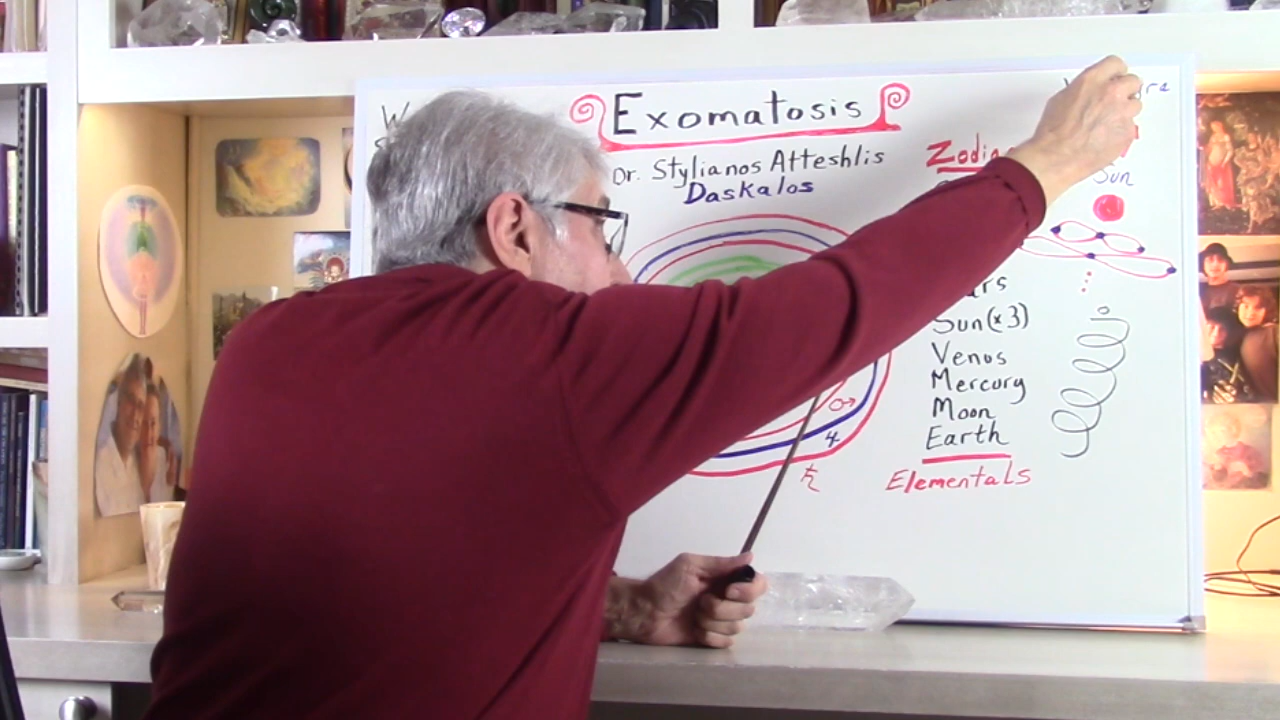 Exomatosis
Dr. Stylianos Atteshlis
Daskalos
Sun
Sun(x3)
Venos
Mercury
Moon
Earth
Elementals
4